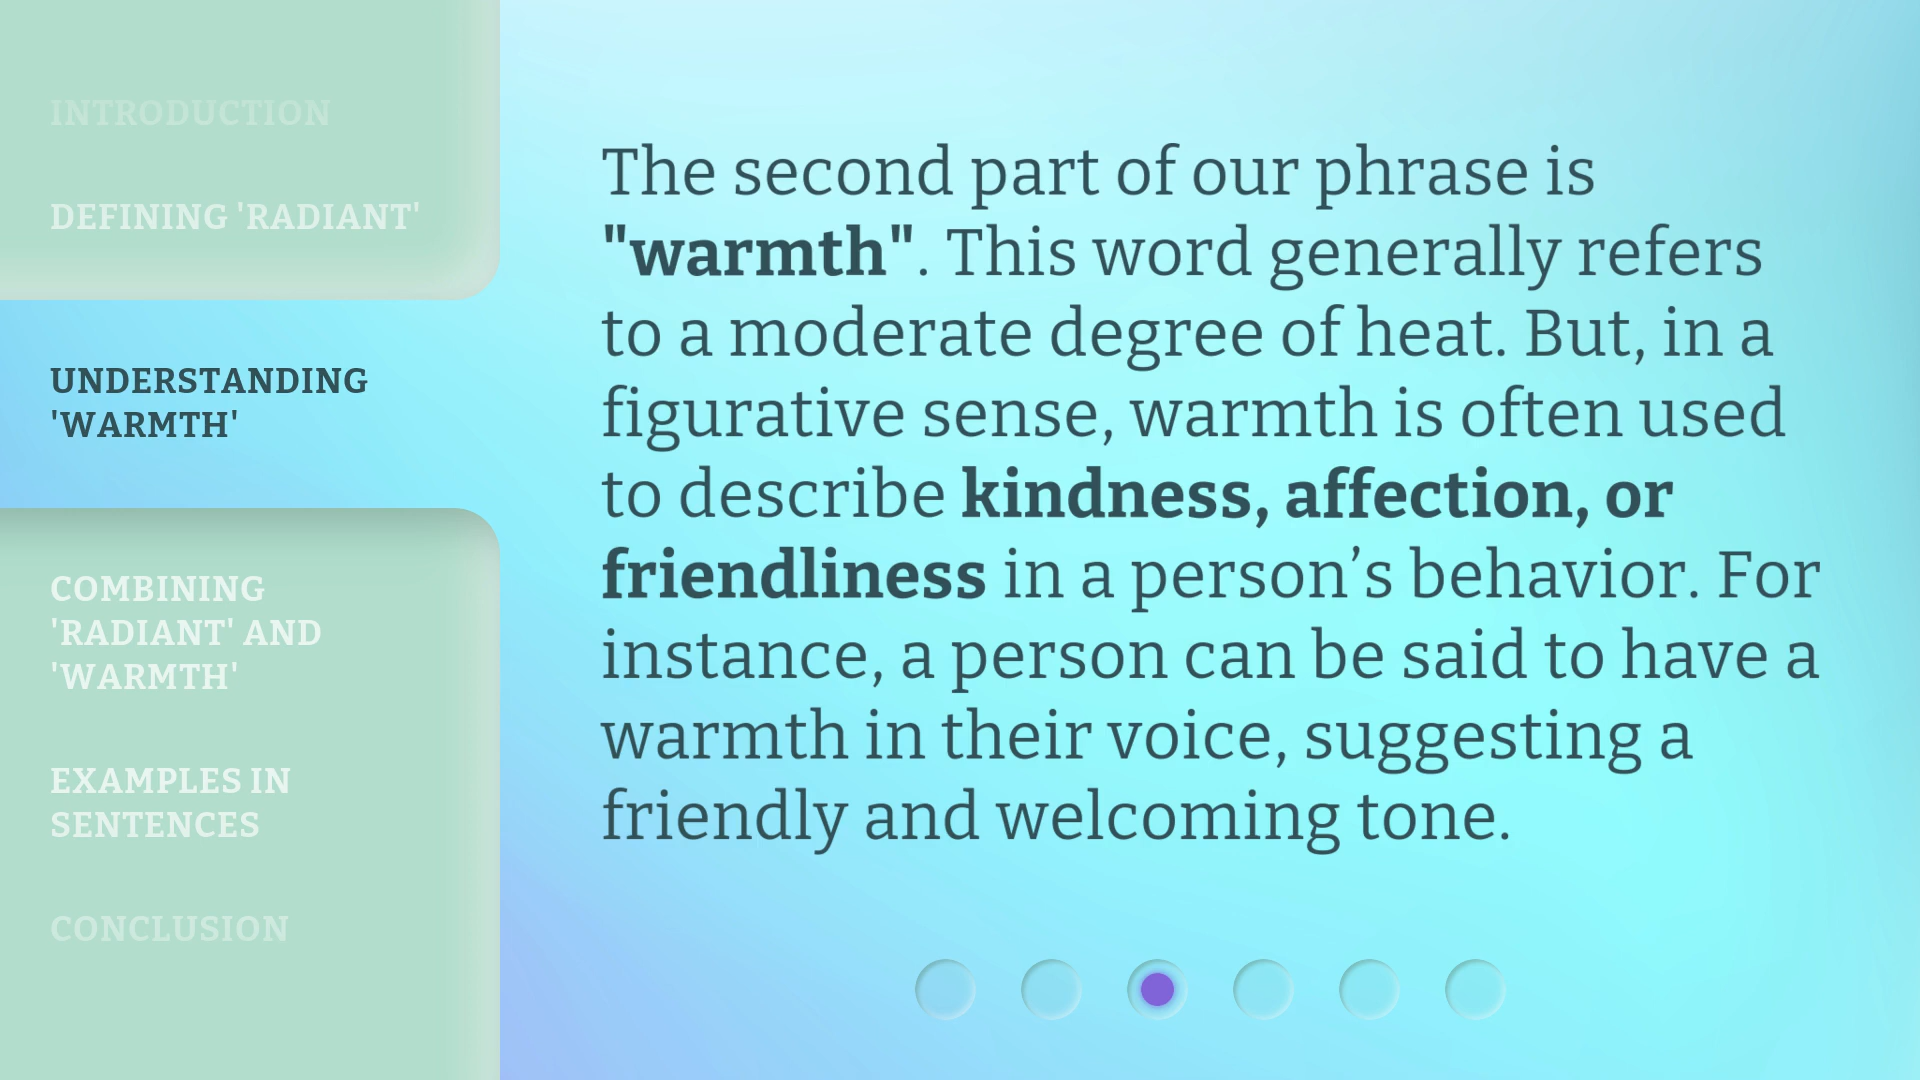 INTRODUCTION
DEFINING 'RADIANT'
UNDERSTANDING
'WARMTH'
COMBINING
'RADIANT' AND
'WARMTH'
EXAMPLES IN
SENTENCES
CONCLUSION
The second part of our phrase is
"warmth". This word generally refers
to a moderate degree of heat. But, in a
figurative sense, warmth is often used
to describe kindness, affection, or
friendliness in a person’s behavior. For
instance, a person can be said to have a
warmth in their voice, suggesting a
friendly and welcoming tone.